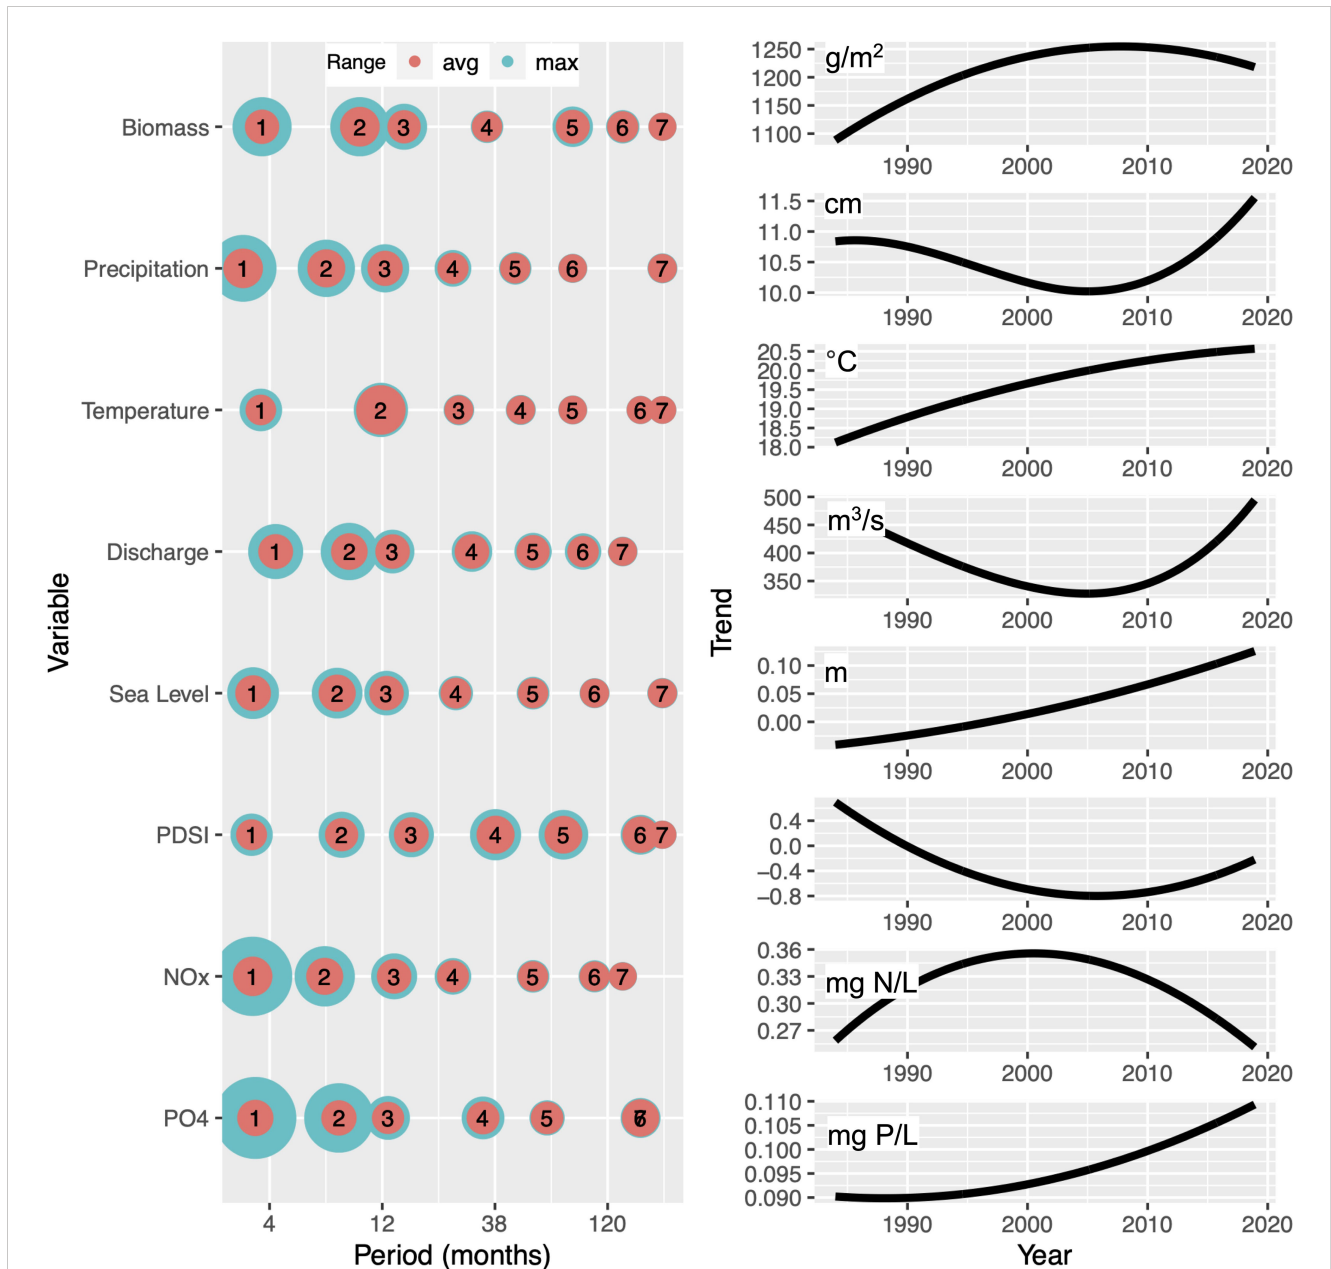 Range avg max
Variable
Biomass 1 2 3 4 5 6 7
Precipitation 1 2 3 4 5 6 7
Temperature 1 2 3 4 5 6 7
Discharge 1 2 3 4 5 6 7
Sea Level 1 2 3 4 5 6 7
PDSI 1 2 3 4 5 6 7
NOx 1 2 3 4 5 6 7
PO4 1 2 3 4 5 6 7
4 12 38 120
Period (months)
Trend
g/m²
1250
1200
1150
1100
1990 2000 2010 2020
cm
11.5
11.0
10.5
10.0
1990 2000 2010 2020
°C
20.5
20.0
19.5
19.0
18.5
18.0
1990 2000 2010 2020
m³/s
500
450
400
350
1990 2000 2010 2020
m
0.10
0.05
0.00
1990 2000 2010 2020
0.4
0.0
−0.4
−0.8
1990 2000 2010 2020
mg N/L
0.36
0.33
0.30
0.27
1990 2000 2010 2020
mg P/L
0.110
0.105
0.100
0.095
0.090
1990 2000 2010 2020
Year